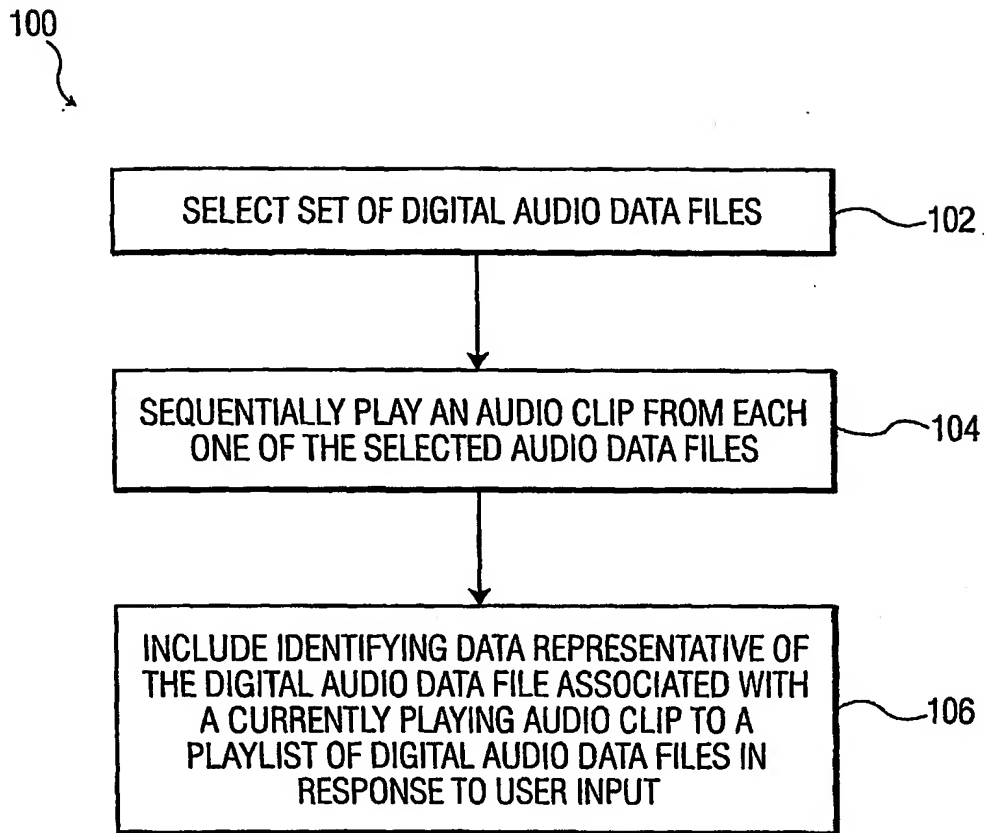 100
SELECT SET OF DIGITAL AUDIO DATA FILES
102
SEQUENTIALLY PLAY AN AUDIO CLIP FROM EACH
ONE OF THE SELECTED AUDIO DATA FILES
104
INCLUDE IDENTIFYING DATA REPRESENTATIVE OF
THE DIGITAL AUDIO DATA FILE ASSOCIATED WITH
A CURRENTLY PLAYING AUDIO CLIP TO A
PLAYLIST OF DIGITAL AUDIO DATA FILES IN
RESPONSE TO USER INPUT
106